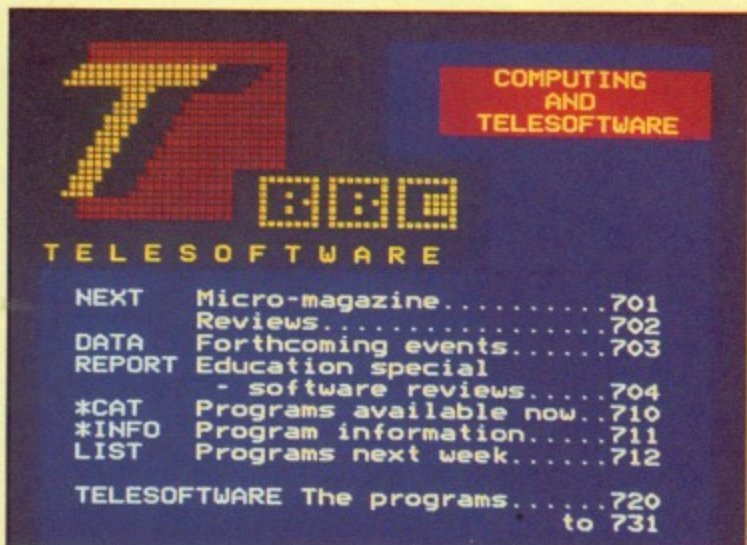 COMPUTING
AND
TELESOFTWARE
T
BBC
TELESOFTWARE
NEXT Micro-magazine..........701
Reviews.................702
DATA Forthcoming events......703
REPORT Education special
- software reviews.....704
*CAT Programs available now..710
*INFO Program information.....711
LIST Programs next week......712
TELESOFTWARE The programs......720
to 731